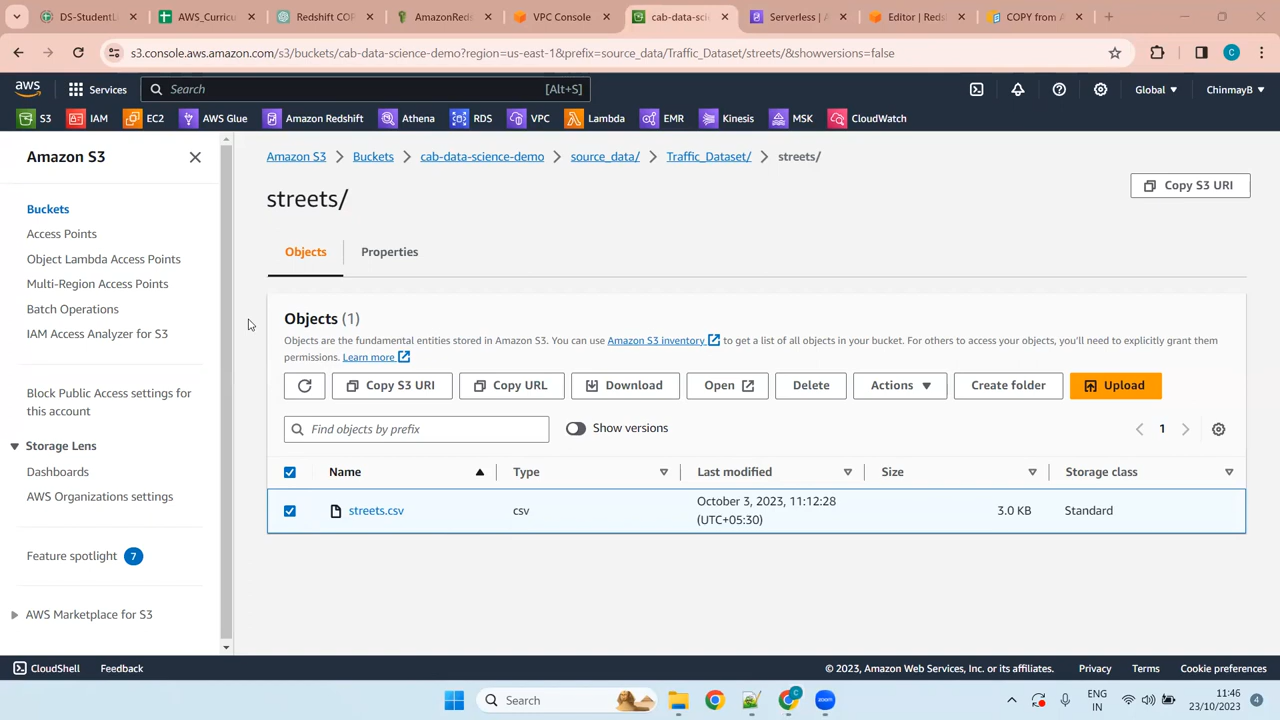 DS-StudentLi
AWS_Curricu
Redshift COP
AmazonReds
VPC Console
cab-data-scie
Serverless | A
Editor | Reds
COPY from A
s3.console.aws.amazon.com/s3/buckets/cab-data-science-demo?region=us-east-1&prefix=source_data/Traffic_Dataset/streets/&showversions=false
C
aws
Services
Search
[Alt+S]
Global
ChinmayB
S3
IAM
EC2
AWS Glue
Amazon Redshift
Athena
RDS
VPC
Lambda
EMR
Kinesis
MSK
CloudWatch
Amazon S3
Buckets
Access Points
Object Lambda Access Points
Multi-Region Access Points
Batch Operations
IAM Access Analyzer for S3
Block Public Access settings for
this account
Storage Lens
Dashboards
AWS Organizations settings
Feature spotlight 7
AWS Marketplace for S3
Amazon S3 > Buckets > cab-data-science-demo > source_data/ > Traffic_Dataset/ > streets/
streets/
Copy S3 URI
Objects
Properties
Objects (1)
Objects are the fundamental entities stored in Amazon S3. You can use Amazon S3 inventory to get a list of all objects in your bucket. For others to access your objects, you'll need to explicitly grant them
permissions. Learn more
Copy S3 URI
Copy URL
Download
Open
Delete
Actions
Create folder
Upload
Find objects by prefix
Show versions
1
Name
Type
Last modified
Size
Storage class
streets.csv
csv
October 3, 2023, 11:12:28
(UTC+05:30)
3.0 KB
Standard
CloudShell
Feedback
© 2023, Amazon Web Services, Inc. or its affiliates.
Privacy
Terms
Cookie preferences
Search
C
zoom
ENG
IN
11:46
23/10/2023
4